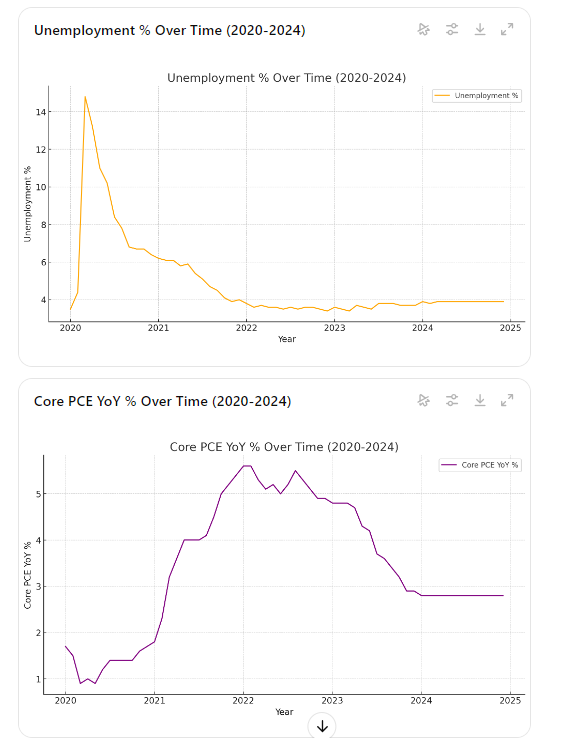 Unemployment % Over Time (2020-2024)
Unemployment % Over Time (2020-2024)
Unemployment %
14
12
10
8
6
4
Unemployment %
2020 2021 2022 2023 2024 2025
Year
Core PCE YoY % Over Time (2020-2024)
Core PCE YoY % Over Time (2020-2024)
Core PCE YoY %
5
4
3
2
1
Core PCE YoY %
2020 2021 2022 2023 2024 2025
Year